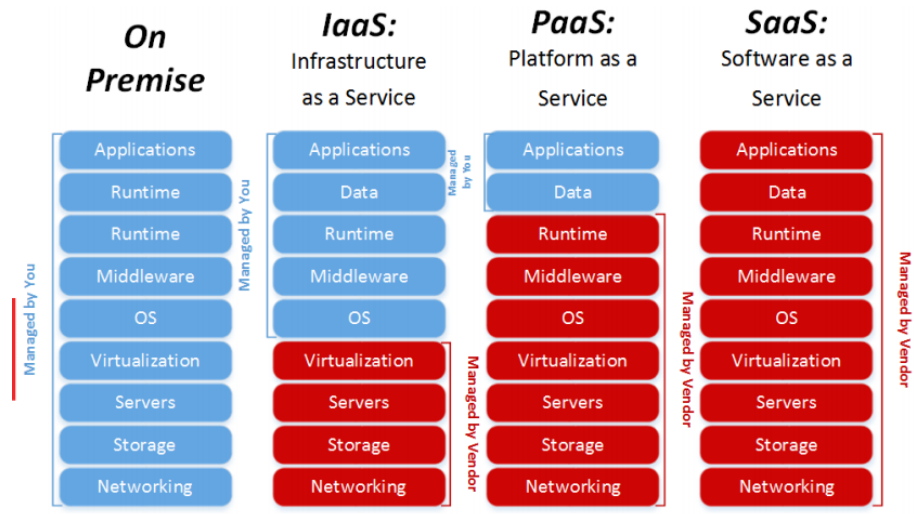 On
Premise
Managed by You
Applications
Runtime
Runtime
Middleware
OS
Virtualization
Servers
Storage
Networking
IaaS:
Infrastructure
as a Service
Managed by You
Applications
Data
Runtime
Middleware
OS
Virtualization
Servers
Storage
Networking
Managed by Vendor
PaaS:
Platform as a
Service
Managed
by You
Applications
Data
Runtime
Middleware
OS
Virtualization
Servers
Storage
Networking
Managed by Vendor
SaaS:
Software as a
Service
Applications
Data
Runtime
Middleware
OS
Virtualization
Servers
Storage
Networking
Managed by Vendor